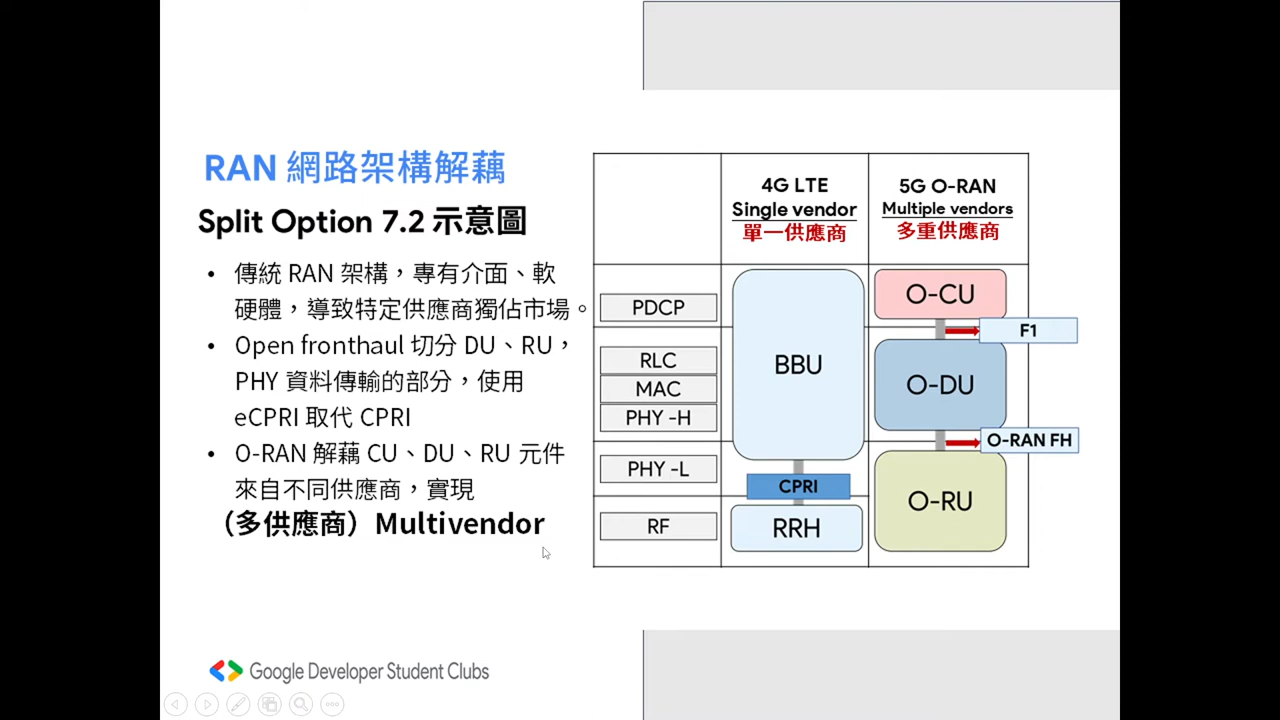 RAN 網路架構解藕
Split Option 7.2 示意圖
• 傳統 RAN 架構，專有介面、軟
硬體，導致特定供應商獨佔市場。
• Open fronthaul 切分 DU、RU，
PHY 資料傳輸的部分，使用
eCPRI 取代 CPRI
• O-RAN 解藕 CU、DU、RU 元件
來自不同供應商，實現
（多供應商）Multivendor
4G LTE
Single vendor
單一供應商
5G O-RAN
Multiple vendors
多重供應商
PDCP
RLC
MAC
PHY -H
PHY -L
RF
BBU
CPRI
RRH
O-CU
F1
O-DU
O-RAN FH
O-RU
Google Developer Student Clubs